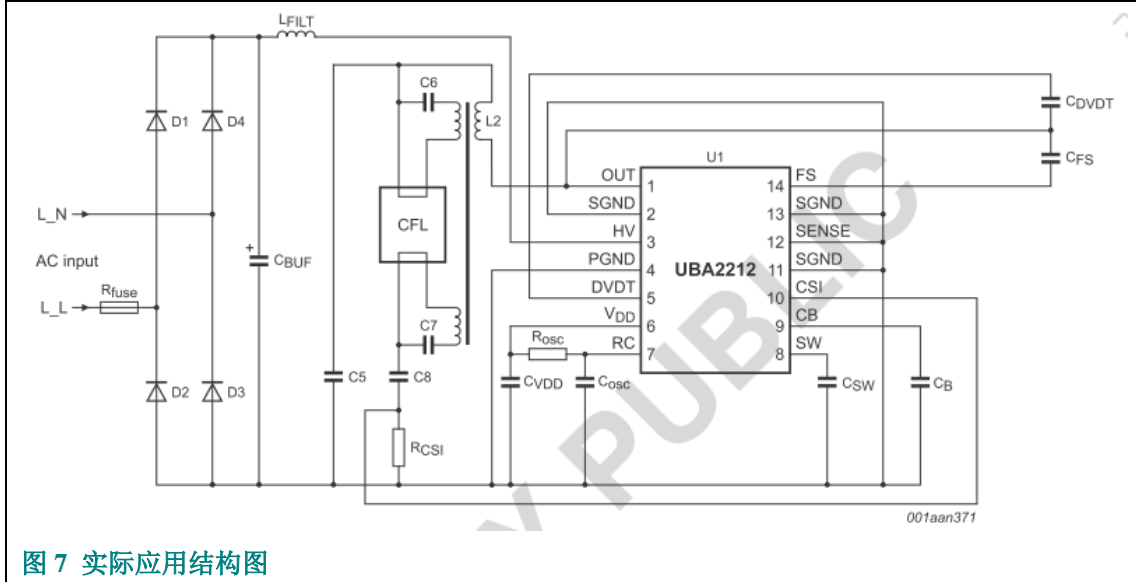 LFILT
D1
D4
L_N
AC input
L_L
Rfuse
CBUF
+
D2
D3
C6
L2
CFL
C7
C5
C8
RCSI
U1
UBA2212
OUT 1
SGND 2
HV 3
PGND 4
DVDT 5
VDD 6
RC 7
14 FS
13 SGND
12 SENSE
11 SGND
10 CSI
9 CB
8 SW
Rosc
CVDD
Cosc
CSW
CB
CDVDT
CFS
Y PUBLIC
001aan371
图 7 实际应用结构图